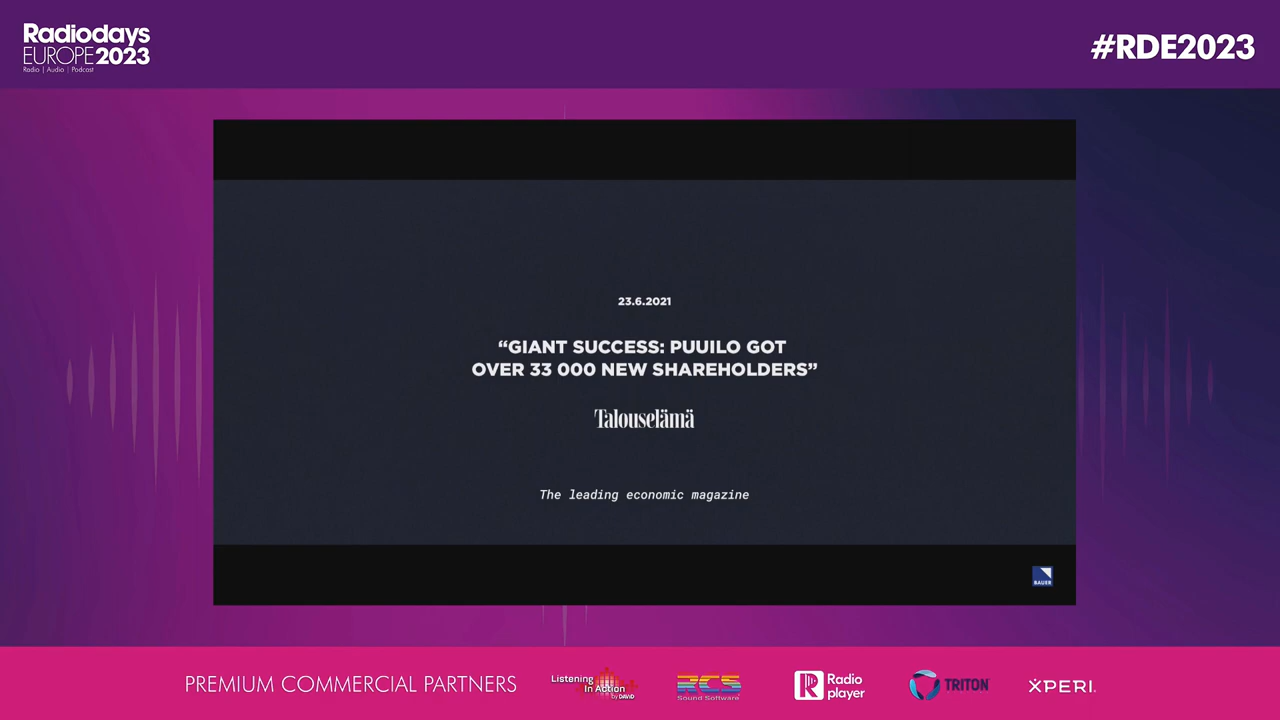 Radiodays
EUROPE 2023
Radio | Audio | Podcast
#RDE2023
23.6.2021
“GIANT SUCCESS: PUUILO GOT
OVER 33 000 NEW SHAREHOLDERS”
Talouselämä
The leading economic magazine
BAUER
PREMIUM COMMERCIAL PARTNERS
Listening
In Action
by DAVID
RCS
Sound Software
Radio
player
TRITON
XPERI.